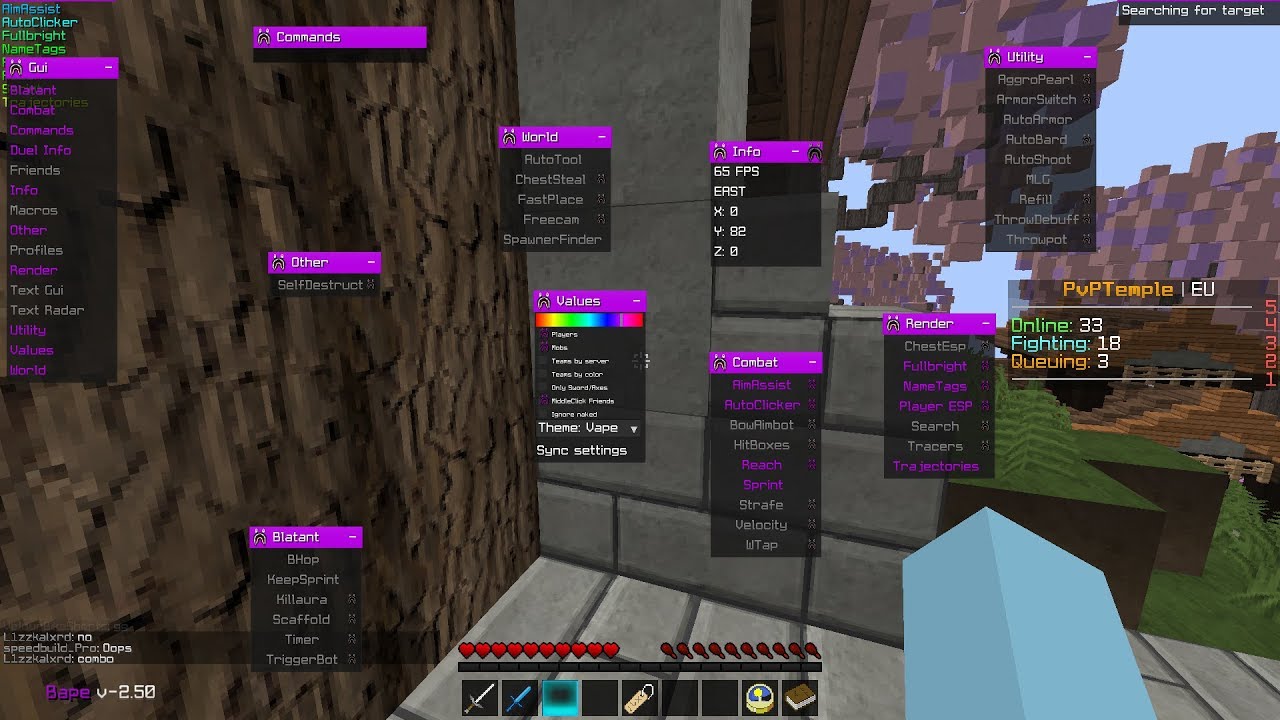 AimAssist
AutoClicker
Fullbright
NameTags
Trajectories
Gui
Blatant
Combat
Commands
Duel Info
Friends
Info
Macros
Other
Profiles
Render
Text Gui
Text Radar
Utility
Values
World
Commands
Other
SelfDestruct
Blatant
BHop
KeepSprint
Killaura
Scaffold
Timer
TriggerBot
World
AutoTool
ChestSteal
FastPlace
Freecam
SpawnerFinder
Values
Players
Mobs
Teams by server
Teams by color
Only Sword/Axes
MiddleClick Friends
Ignore naked
Theme: Vape
Sync settings
Info
65 FPS
EAST
X: 0
Y: 82
Z: 0
Combat
AimAssist
AutoClicker
BowAimbot
HitBoxes
Reach
Sprint
Strafe
Velocity
WTap
Render
ChestEsp
Fullbright
NameTags
Player ESP
Search
Tracers
Trajectories
Searching for target
Utility
AggroPearl
ArmorSwitch
AutoArmor
AutoBard
AutoShoot
MLG
Refill
ThrowDebuff
Throwpot
PvPTemple | EU
Online: 33
Fighting: 18
Queuing: 3
5
4
3
2
1
L1zzkalxrd: no
speedbuild_Pro: Oops
L1zzkalxrd: combo
Bape v-2.50